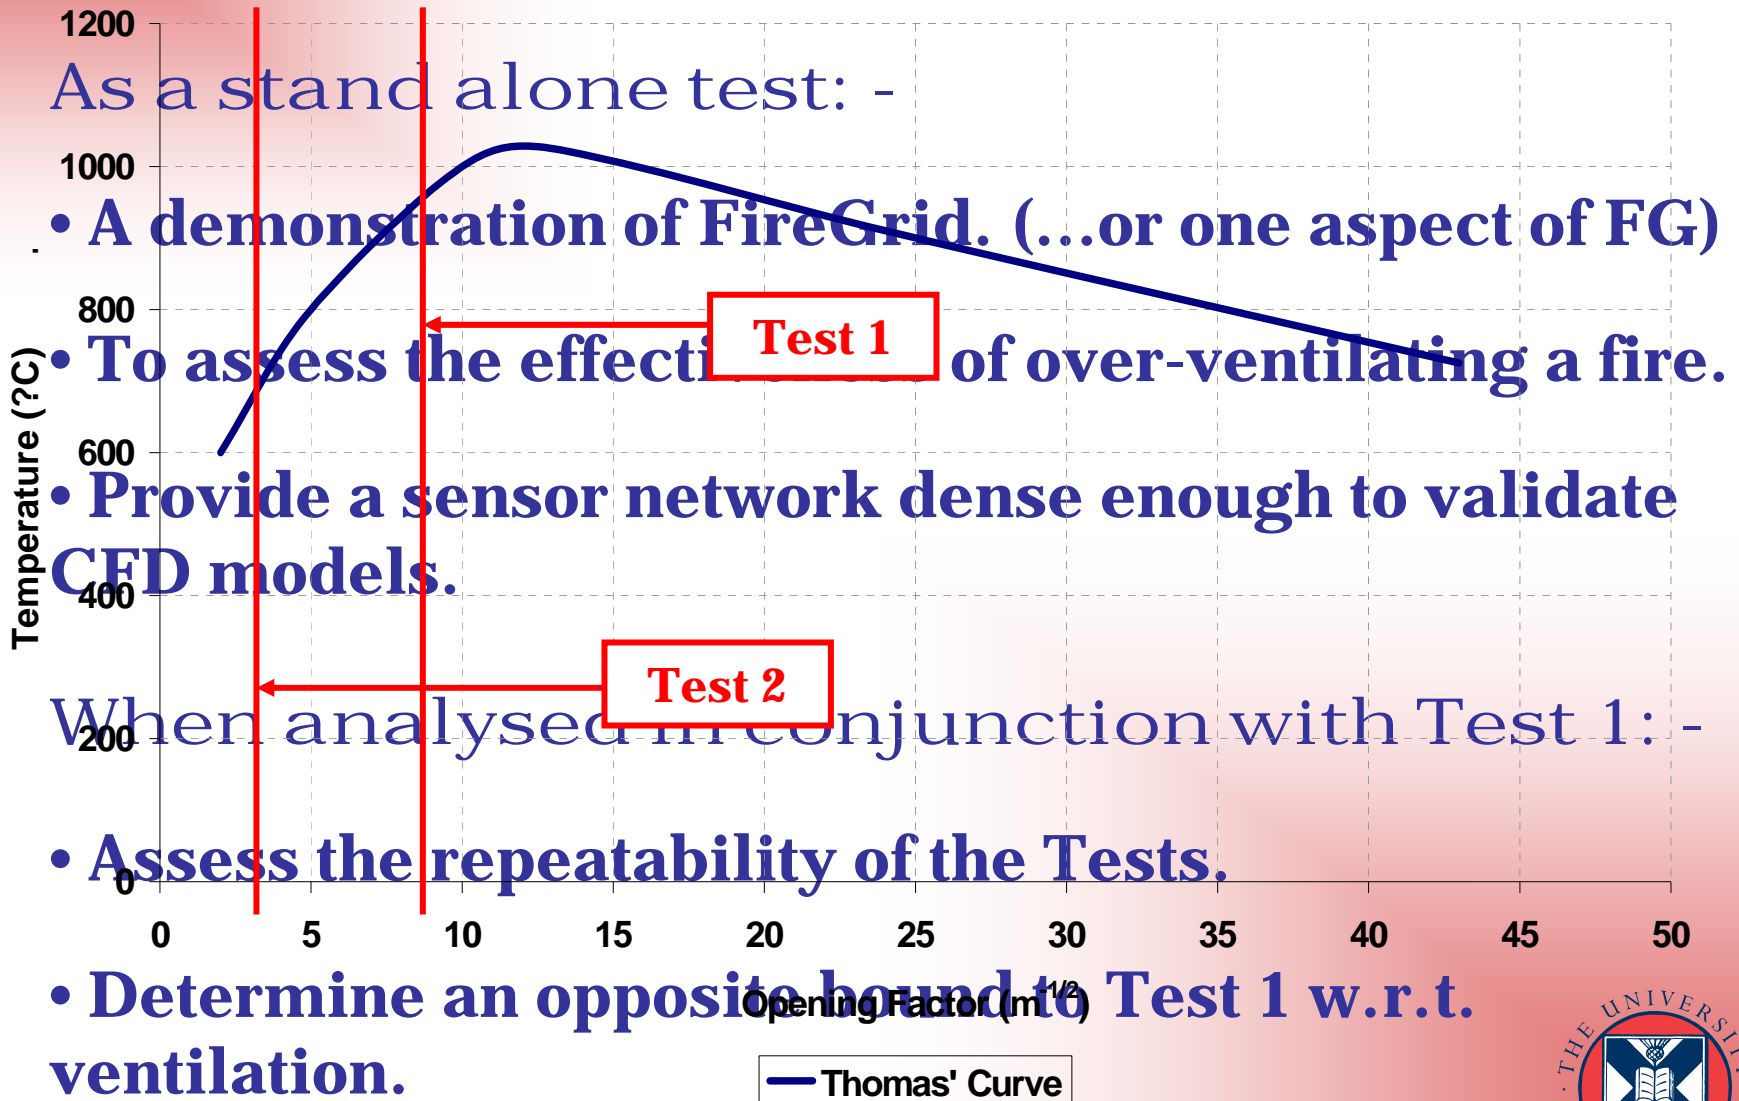 1200
As a stand alone test: -
1000
• A demonstration of FireGrid. (…or one aspect of FG)
800
Test 1
• To assess the of over-ventilating a fire.
Temperature (?C)
600
• Provide a sensor network dense enough to validate
CFD models.
400
Test 2
When analysed in conjunction with Test 1: -
200
• Assess the repeatability of the Tests.
0
0 5 10 15 20 25 30 35 40 45 50
• Determine an opposite bound to Test 1 w.r.t.
Opening Factor (m-1/2)
ventilation.
Thomas' Curve
THE UNIVERSIT